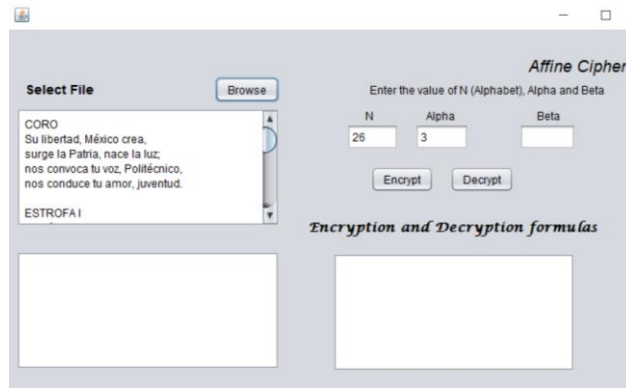 Affine Cipher
Select File
Browse
Enter the value of N (Alphabet), Alpha and Beta
N
Alpha
Beta
26
3
CORO
Su libertad, México crea,
surge la Patria, nace la luz;
nos convoca tu voz, Politécnico,
nos conduce tu amor, juventud.
ESTROFA I
Encrypt
Decrypt
Encryption and Decryption formulas